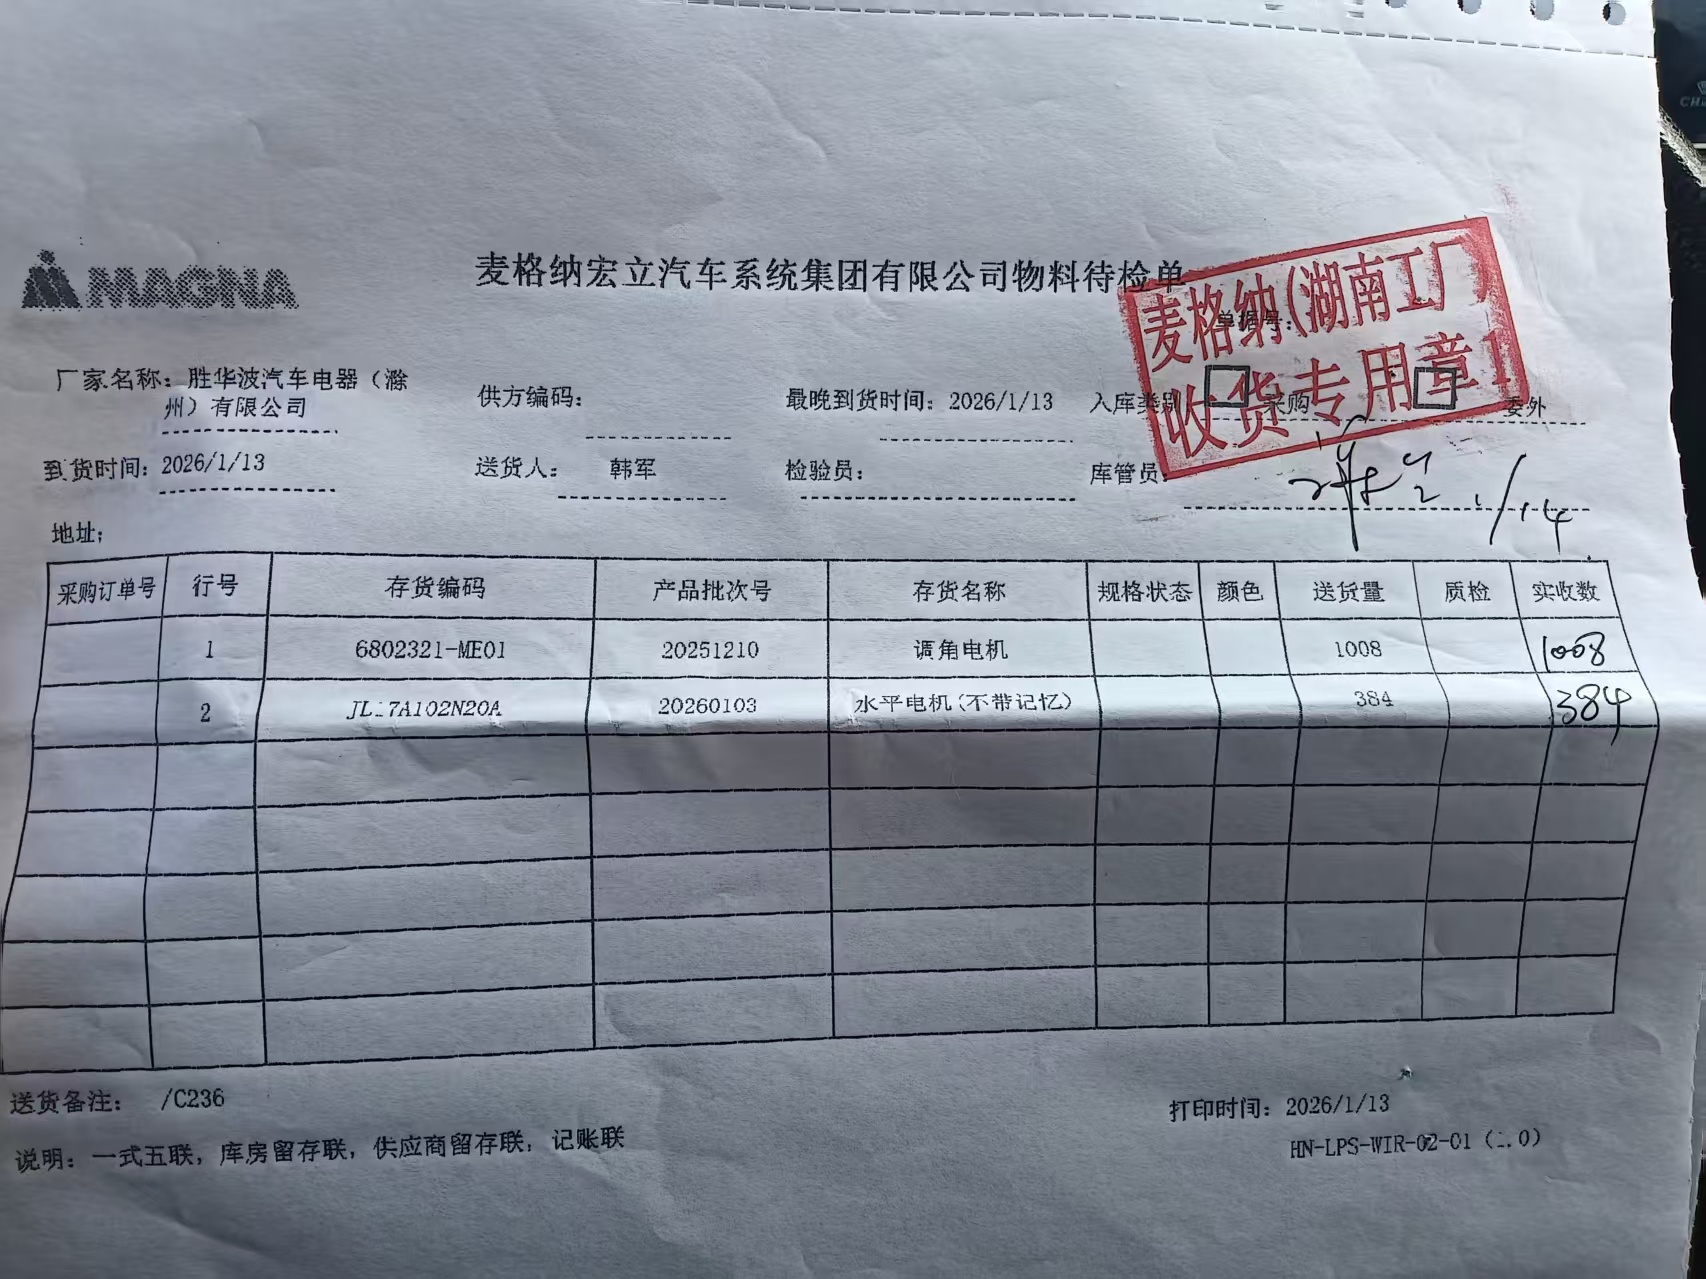 MAGNA
麦格纳宏立汽车系统集团有限公司物料待检单
麦格纳(湖南工厂)
收货专用章1
单据号:
厂家名称: 胜华波汽车电器（滁州）有限公司
供方编码:
最晚到货时间: 2026/1/13
入库类别 采购 委外
到货时间: 2026/1/13
送货人: 韩军
检验员:
库管员:
1/14
地址;
采购订单号 行号 存货编码 产品批次号 存货名称 规格状态 颜色 送货量 质检 实收数
1 6802321-ME01 20251210 调角电机 1008 1008
2 20260103 水平电机(不带记忆) 384 384
送货备注: /C236
打印时间: 2026/1/13
说明: 一式五联, 库房留存联, 供应商留存联, 记账联
HN-LPS-WIR-02-01